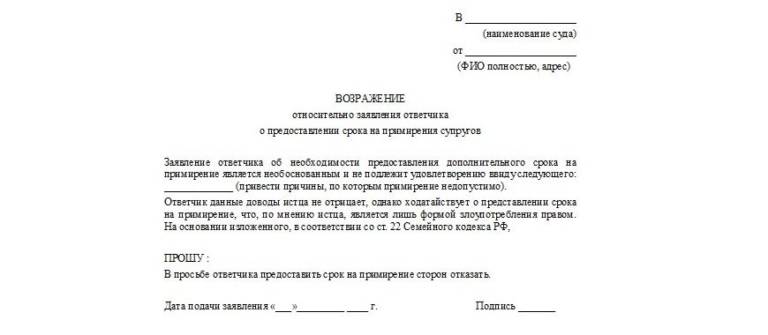 В ____________________
(наименование суда)
от ____________________
(ФИО полностью, адрес)
ВОЗРАЖЕНИЕ
относительно заявления ответчика
о предоставлении срока на примирения супругов
Заявление ответчика об необходимости предоставления дополнительного срока на
примирение является необоснованным и не подлежит удовлетворению ввиду следующего:
____________ (привести причины, по которым примирение недопустимо).
Ответчик данные доводы истца не отрицает, однако ходатайствует о представлении срока
на примирение, что, по мнению истца, является лишь формой злоупотребления правом.
На основании изложенного, в соответствии со ст. 22 Семейного кодекса РФ,
ПРОШУ :
В просьбе ответчика предоставить срок на примирение сторон отказать.
Дата подачи заявления «___»_________ ____ г. Подпись _______